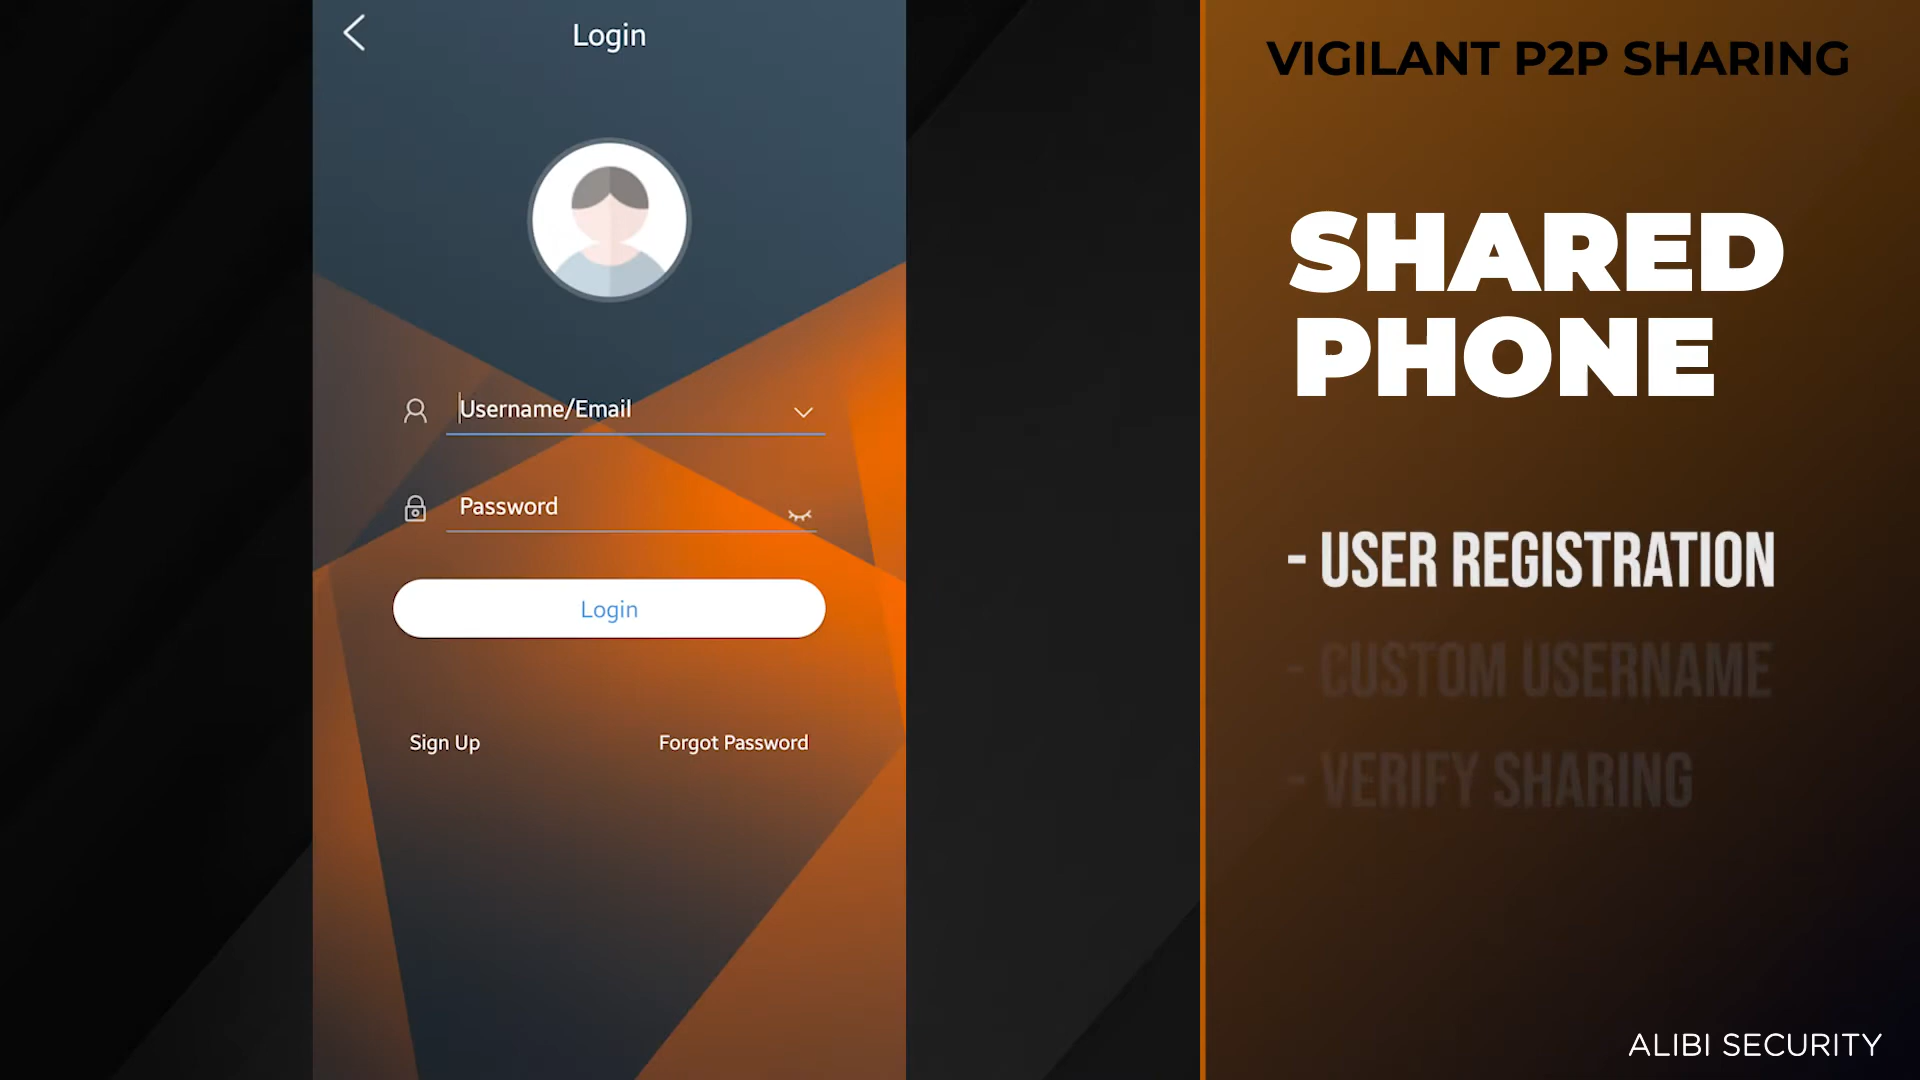 Login
Username/Email
Password
Login
Sign Up
Forgot Password
VIGILANT P2P SHARING
SHARED
PHONE
- USER REGISTRATION
- CUSTOM USERNAME
- VERIFY SHARING
ALIBI SECURITY